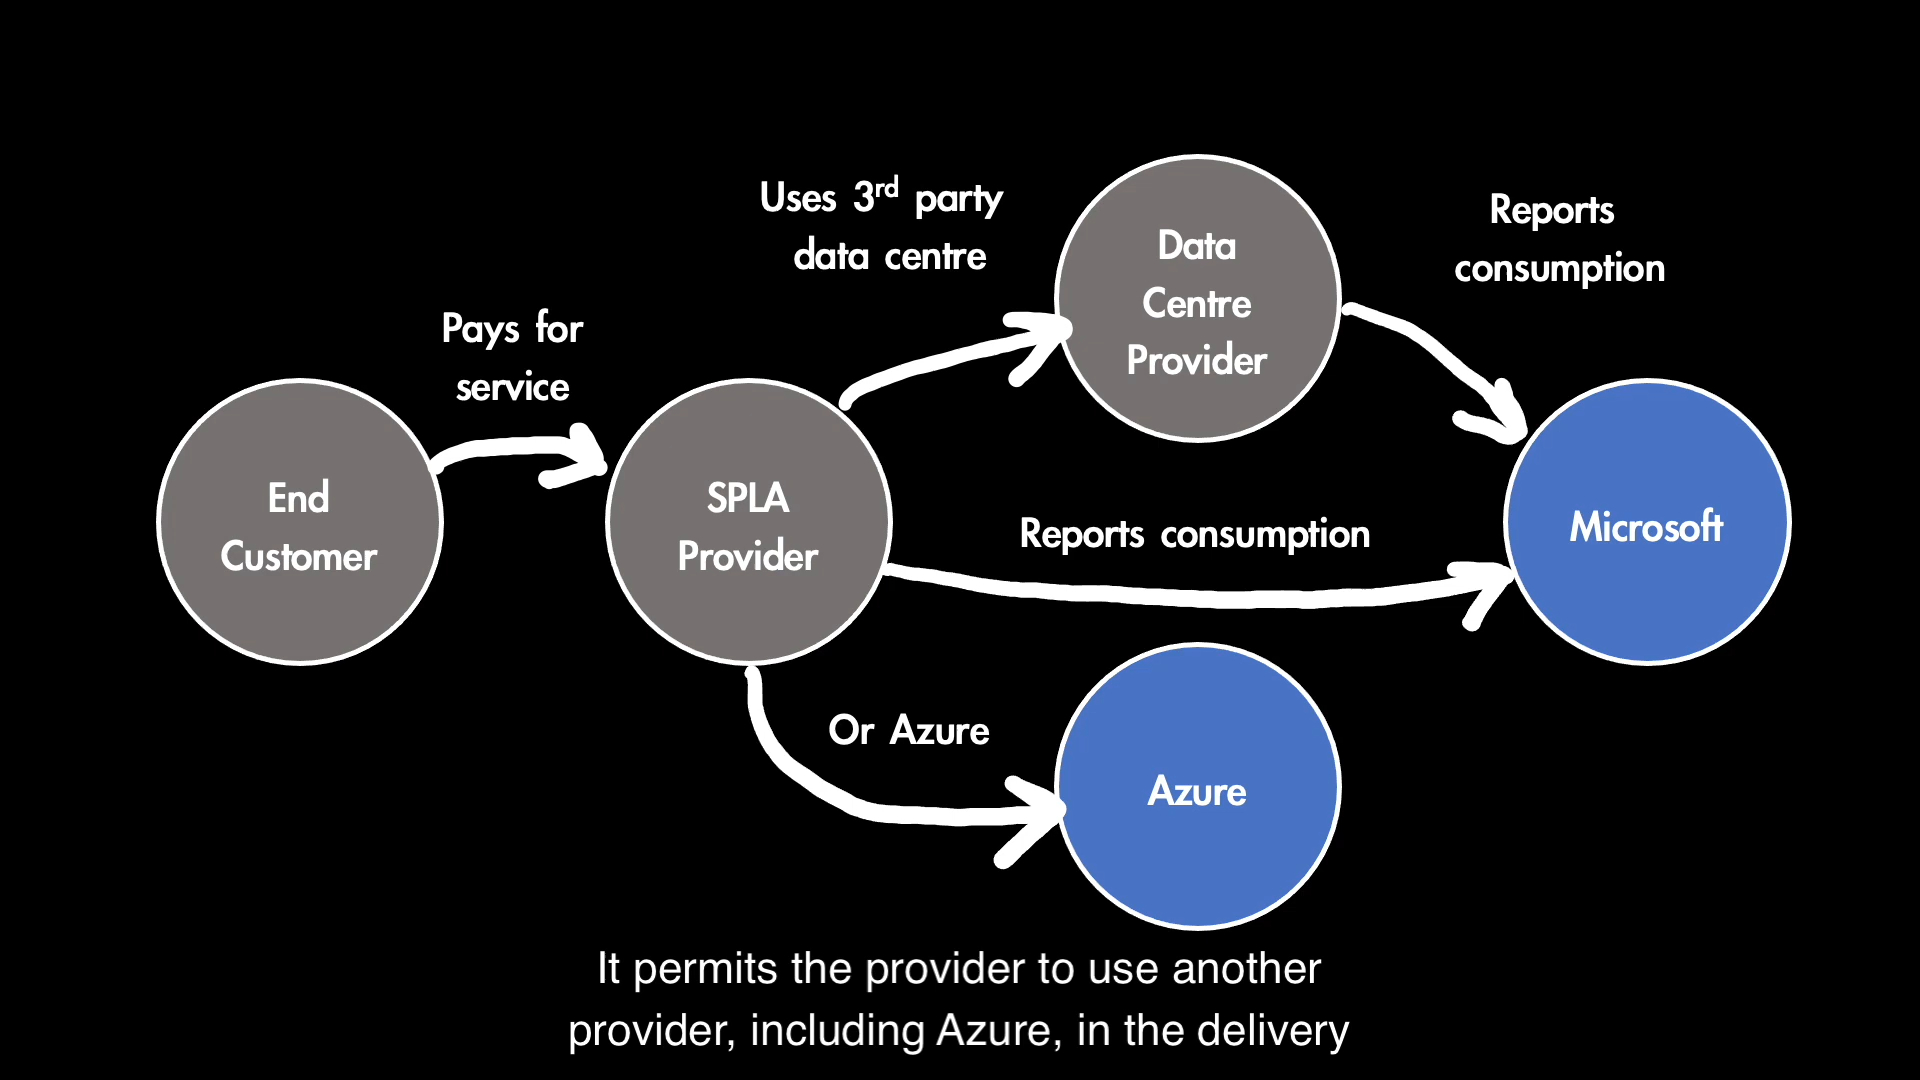 Uses 3rd party
data centre
Data
Centre
Provider
Reports
consumption
Pays for
service
End
Customer
SPLA
Provider
Reports consumption
Microsoft
Or Azure
Azure
It permits the provider to use another
provider, including Azure, in the delivery